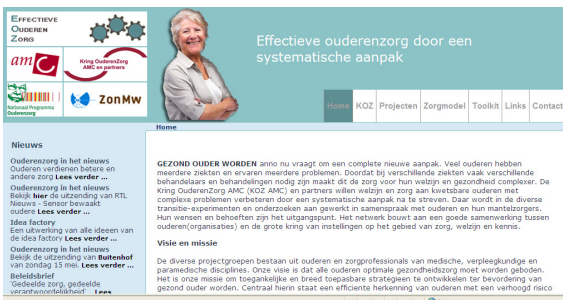 EFFECTIEVE
OUDEREN
ZORG
amc
Kring OuderenZorg
AMC en partners
Nationaal Programma
Ouderenzorg
ZonMw
Effectieve ouderenzorg door een
systematische aanpak
Home KOZ Projecten Zorgmodel Toolkit Links Contact
Home
Nieuws
Ouderenzorg in het nieuws
Ouderen verdienen betere en
andere zorg Lees verder ...
Ouderenzorg in het nieuws
Bekijk hier de uitzending van RTL
Nieuws - Sensor bewaakt
oudere Lees verder ...
Idea factory
Een uitwerking van alle ideeen van
de idea factory Lees verder ...
Ouderenzorg in het nieuws
Bekijk de uitzending van Buitenhof
van zondag 15 mei. Lees verder ...
Beleidsbrief
'Gedeelde zorg, gedeelde
verantwoordelijkheid' Lees
GEZOND OUDER WORDEN anno nu vraagt om een complete nieuwe aanpak. Veel ouderen hebben
meerdere ziekten en ervaren meerdere problemen. Doordat bij verschillende ziekten vaak verschillende
behandelaars en behandelingen nodig zijn maakt dit de zorg voor hun welzijn en gezondheid complexer. De
Kring OuderenZorg AMC (KOZ AMC) en partners willen welzijn en zorg aan kwetsbare ouderen met
complexe problemen verbeteren door een systematische aanpak na te streven. Daar wordt in de diverse
transitie-experimenten en onderzoeken aan gewerkt in samenspraak met ouderen en hun mantelzorgers.
Hun wensen en behoeften zijn het uitgangspunt. Het netwerk bouwt aan een goede samenwerking tussen
ouderen(organisaties) en de grote kring van instellingen op het gebied van zorg, welzijn en kennis.
Visie en missie
De diverse projectgroepen bestaan uit ouderen en zorgprofessionals van medische, verpleegkundige en
paramedische disciplines. Onze visie is dat alle ouderen optimale gezondheidszorg moet worden geboden.
Het is onze missie om toegankelijke en breed toepasbare strategieen te ontwikkelen ter bevordering van
gezond ouder worden. Centraal hierin staat een efficiente herkenning van ouderen met een verhoogd risico